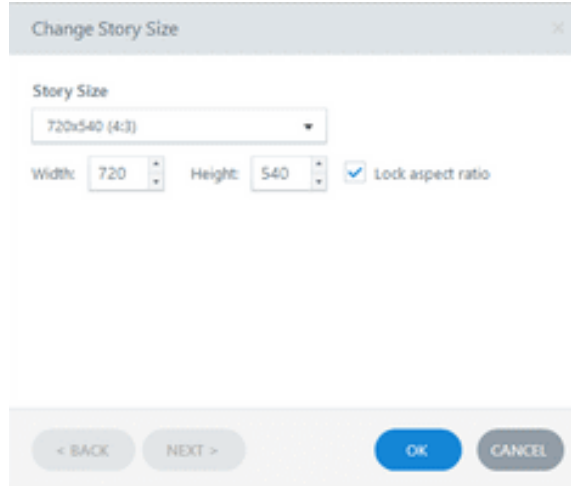 Change Story Size
Story Size
720x540 (4:3)
Width: 720 Height: 540 Lock aspect ratio
< BACK NEXT > OK CANCEL